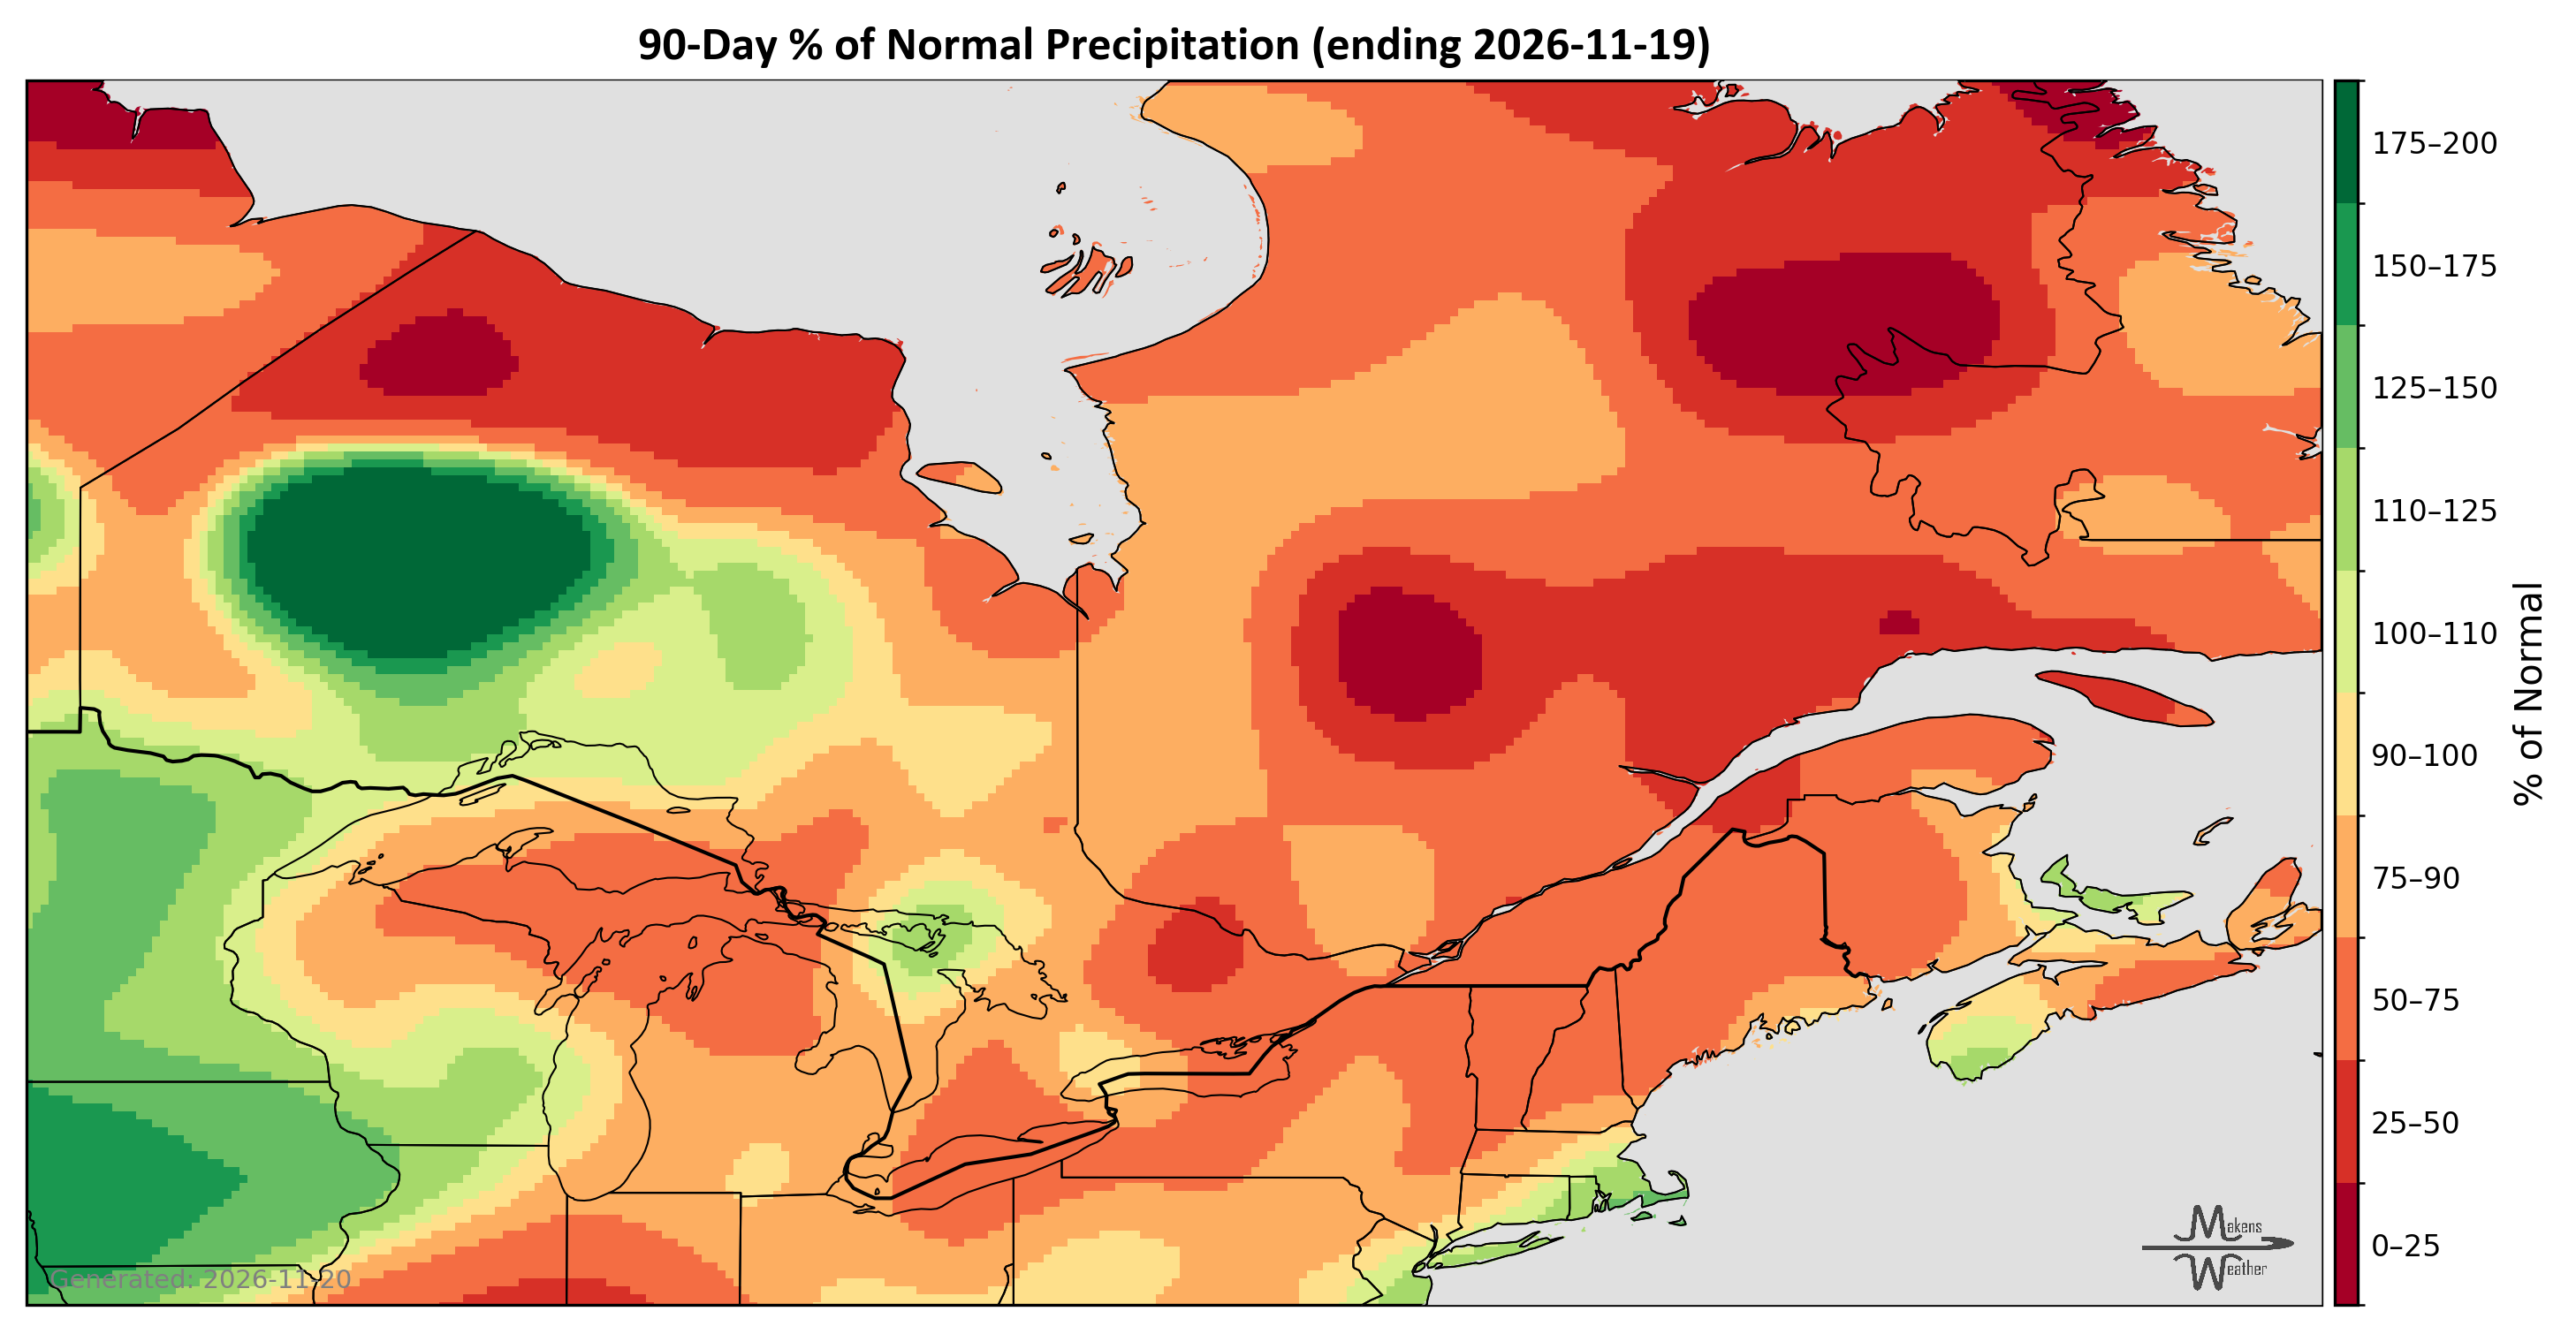 90-Day % of Normal Precipitation (ending 2026-11-19)
175–200
150–175
125–150
110–125
100–110
90–100
75–90
50–75
25–50
0–25
% of Normal
Makens
Weather
Generated: 2026-11-20